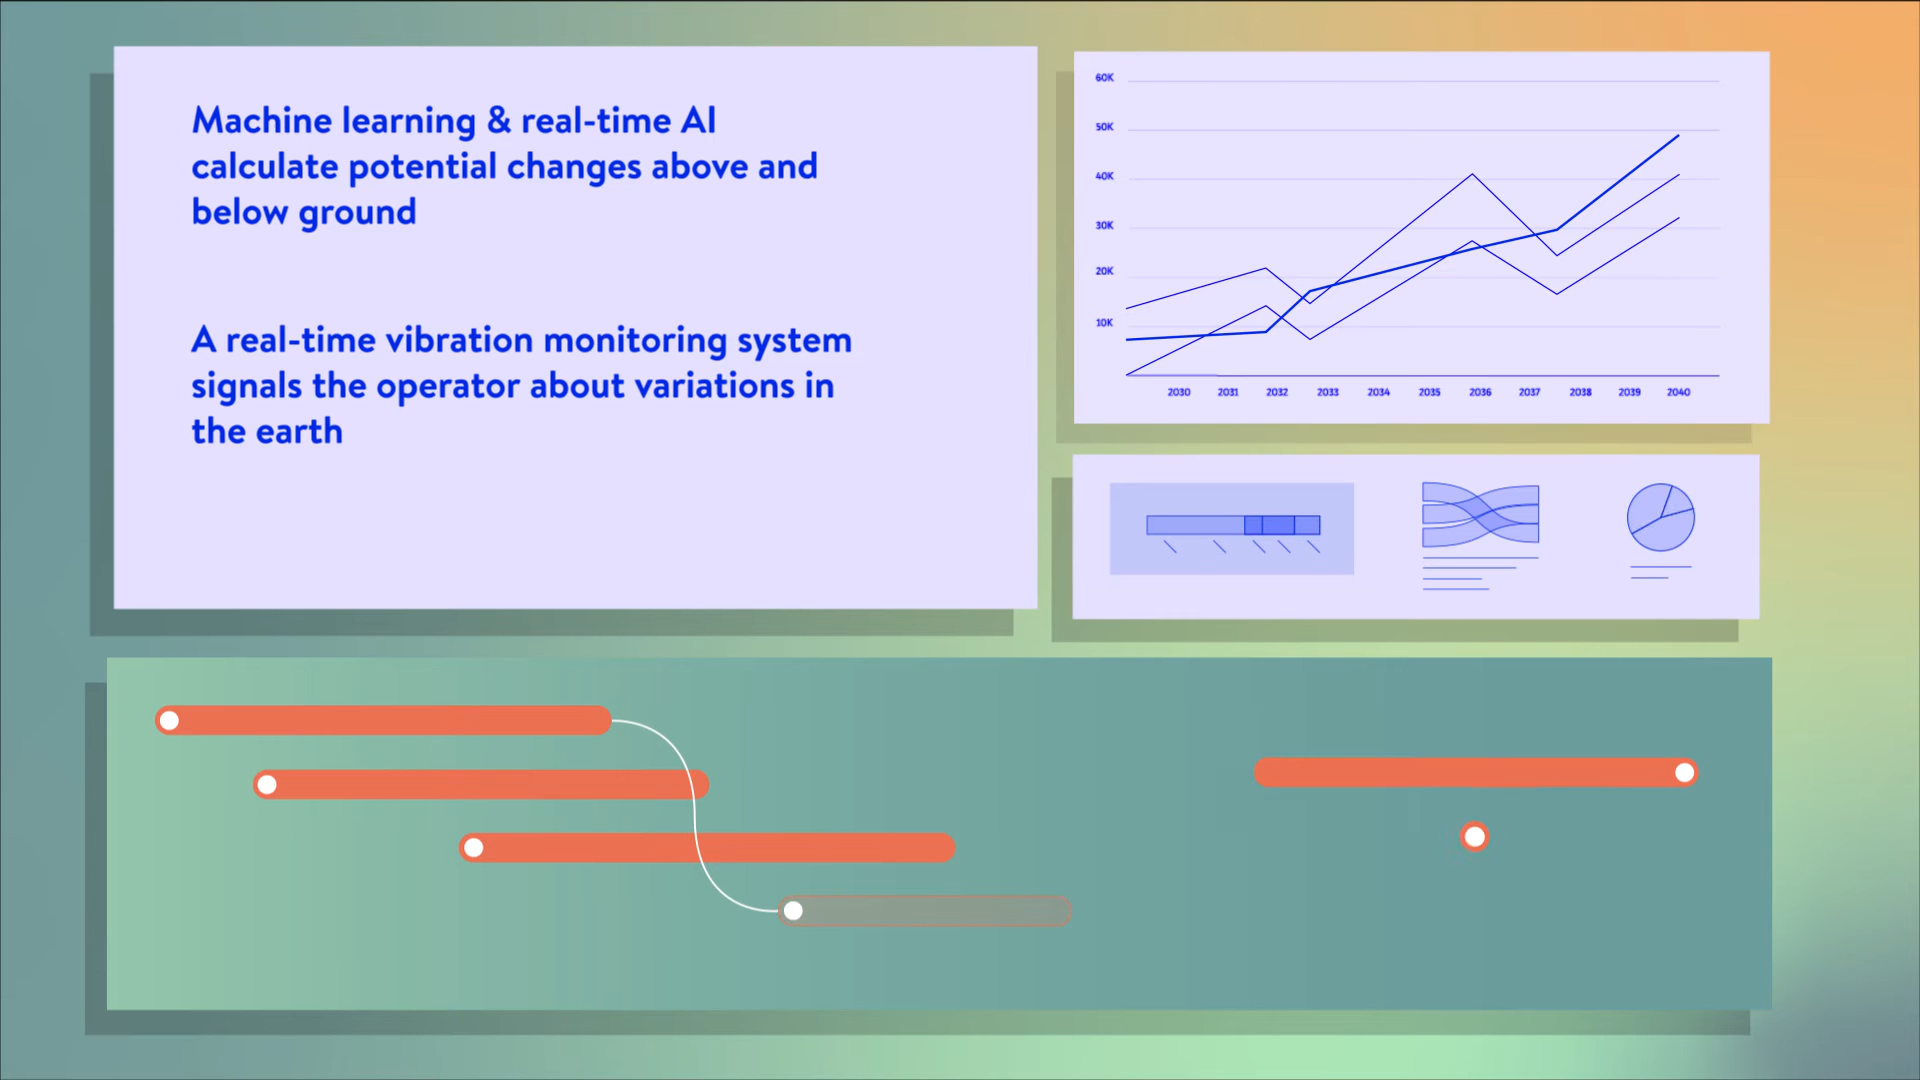 Machine learning & real-time AI
calculate potential changes above and
below ground
A real-time vibration monitoring system
signals the operator about variations in
the earth
60K
50K
40K
30K
20K
10K
2030 2031 2032 2033 2034 2035 2036 2037 2038 2039 2040